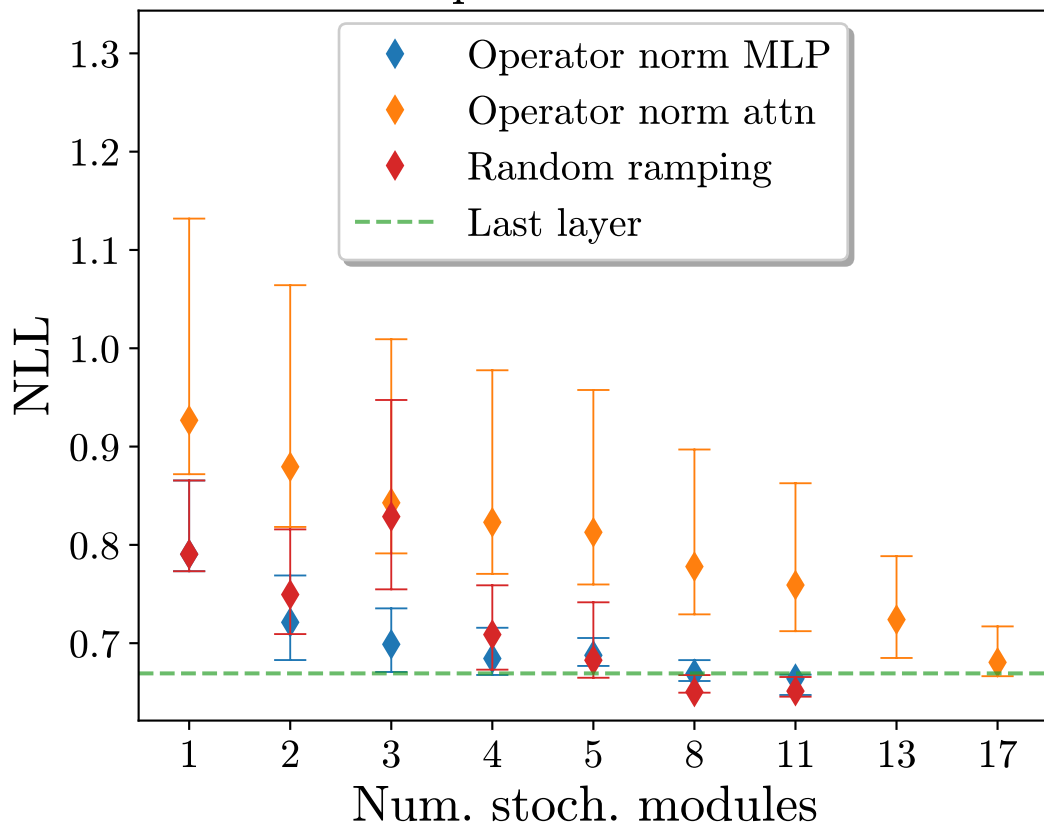 1.3
1.2
1.1
1.0
0.9
0.8
0.7
NLL
Operator norm MLP
Operator norm attn
Random ramping
Last layer
1 2 3 4 5 8 11 13 17
Num. stoch. modules